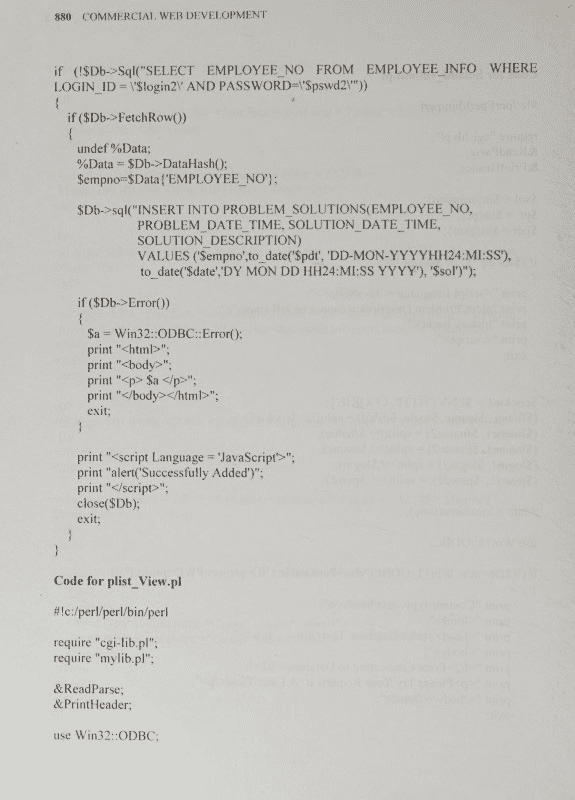 880 COMMERCIAL WEB DEVELOPMENT
if (!$Db->Sql("SELECT EMPLOYEE_NO FROM EMPLOYEE_INFO WHERE
LOGIN_ID = \'$login2\' AND PASSWORD=\'$pswd2\'"))
{
if ($Db->FetchRow())
{
undef %Data;
%Data = $Db->DataHash();
$empno=$Data{'EMPLOYEE_NO'};
$Db->sql("INSERT INTO PROBLEM_SOLUTIONS(EMPLOYEE_NO,
PROBLEM_DATE_TIME, SOLUTION_DATE_TIME,
SOLUTION_DESCRIPTION)
VALUES ('$empno',to_date('$pdt', 'DD-MON-YYYYHH24:MI:SS'),
to_date('$date','DY MON DD HH24:MI:SS YYYY'), '$sol')");
if ($Db->Error())
{
$a = Win32::ODBC::Error();
print "<html>";
print "<body>";
print "<p> $a </p>";
print "</body></html>";
exit;
}
print "<script Language = 'JavaScript'>";
print "alert('Successfully Added')";
print "</script>";
close($Db);
exit;
}
}
Code for plist_View.pl
#!c:/perl/perl/bin/perl
require "cgi-lib.pl";
require "mylib.pl";
&ReadParse;
&PrintHeader;
use Win32::ODBC;